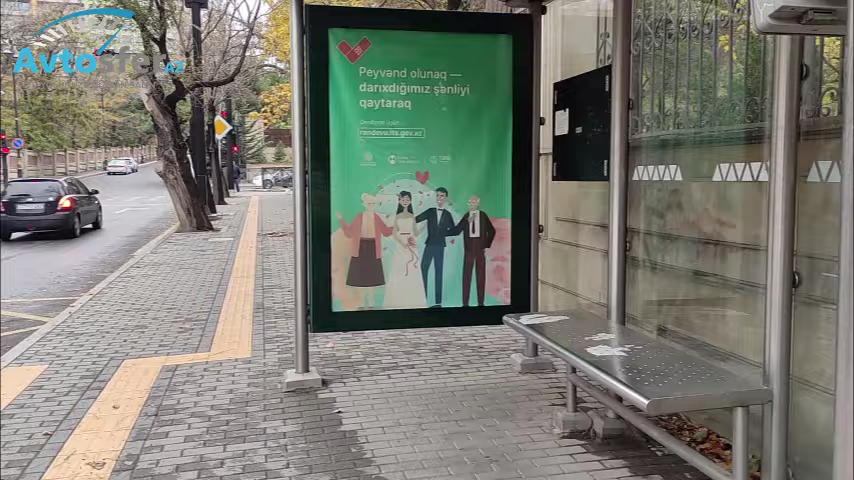 Avtosfer.Az
Peyvənd olunaq —
darıxdığımız şənliyi
qaytaraq
randevu.its.gov.az